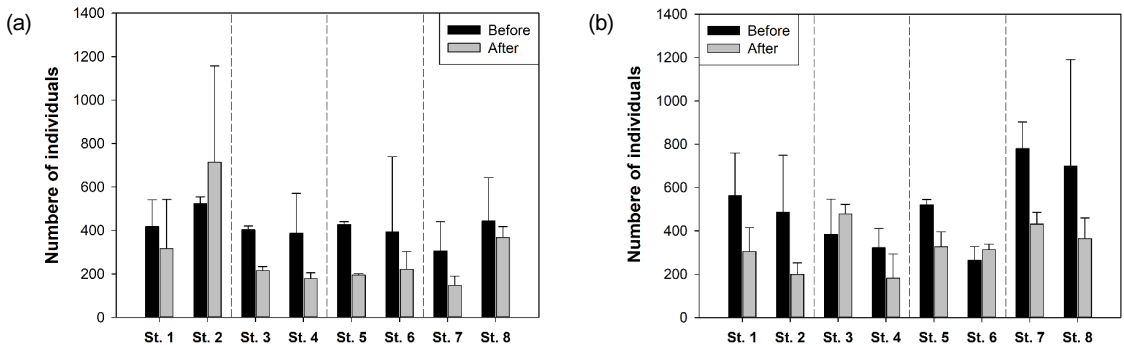 (a)
Numbere of individuals
1400
1200
1000
800
600
400
200
0
Before
After
St. 1 St. 2 St. 3 St. 4 St. 5 St. 6 St. 7 St. 8
(b)
Numbere of individuals
1400
1200
1000
800
600
400
200
0
Before
After
St. 1 St. 2 St. 3 St. 4 St. 5 St. 6 St. 7 St. 8